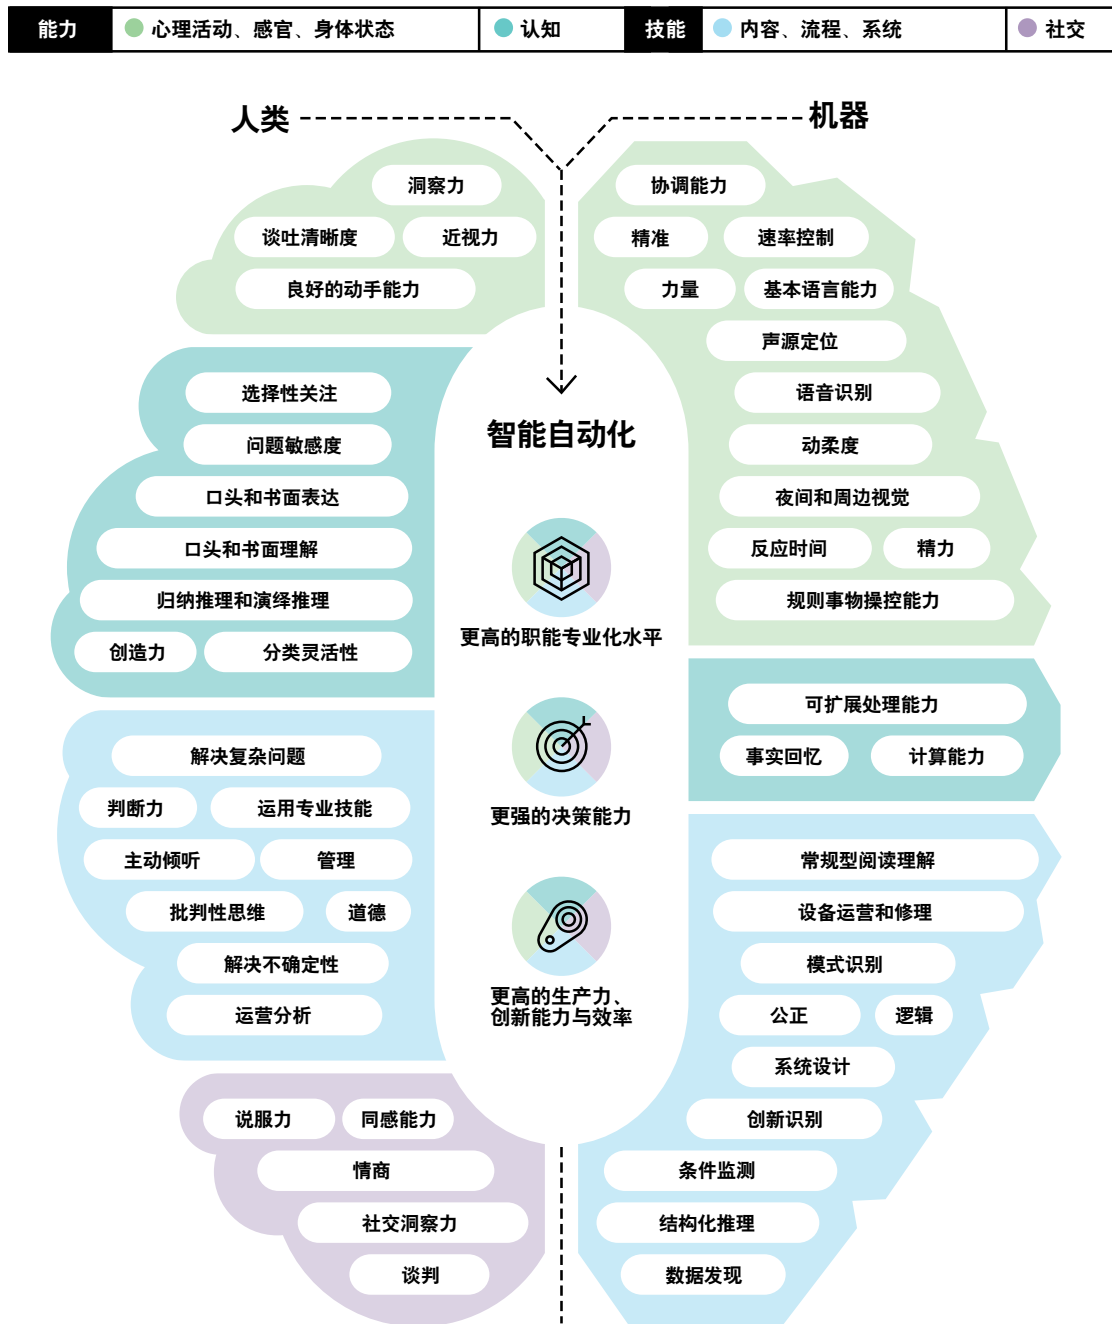 能力
心理活动、感官、身体状态
认知
技能
内容、流程、系统
社交
人类
机器
洞察力
谈吐清晰度
近视力
良好的动手能力
选择性关注
问题敏感度
口头和书面表达
口头和书面理解
归纳推理和演绎推理
创造力
分类灵活性
解决复杂问题
判断力
运用专业技能
主动倾听
管理
批判性思维
道德
解决不确定性
运营分析
说服力
同感能力
情商
社交洞察力
谈判
智能自动化
更高的职能专业化水平
更强的决策能力
更高的生产力、
创新能力与效率
协调能力
精准
速率控制
力量
基本语言能力
声源定位
语音识别
动柔度
夜间和周边视觉
反应时间
精力
规则事物操控能力
可扩展处理能力
事实回忆
计算能力
常规型阅读理解
设备运营和修理
模式识别
公正
逻辑
系统设计
创新识别
条件监测
结构化推理
数据发现